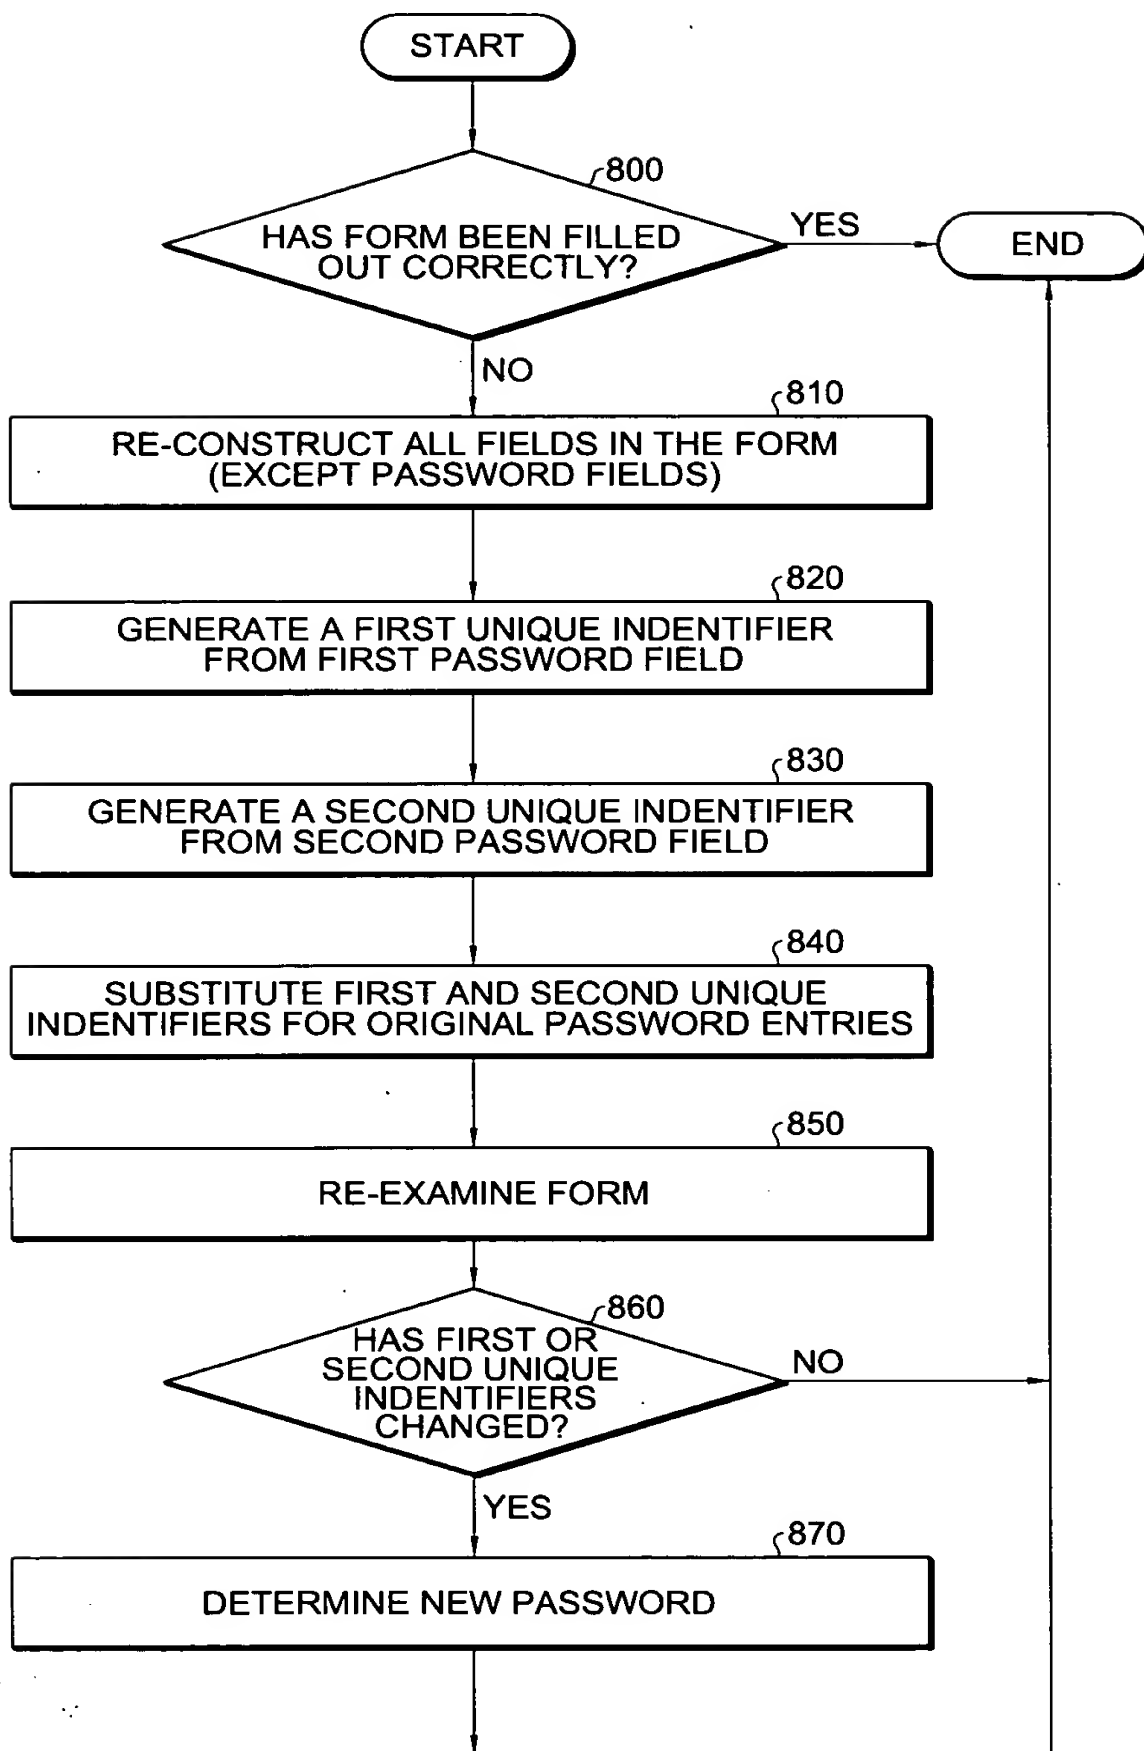 START
800
HAS FORM BEEN FILLED
OUT CORRECTLY?
YES
END
NO
810
RE-CONSTRUCT ALL FIELDS IN THE FORM
(EXCEPT PASSWORD FIELDS)
820
GENERATE A FIRST UNIQUE INDENTIFIER
FROM FIRST PASSWORD FIELD
830
GENERATE A SECOND UNIQUE INDENTIFIER
FROM SECOND PASSWORD FIELD
840
SUBSTITUTE FIRST AND SECOND UNIQUE
INDENTIFIERS FOR ORIGINAL PASSWORD ENTRIES
850
RE-EXAMINE FORM
860
HAS FIRST OR
SECOND UNIQUE
INDENTIFIERS
CHANGED?
NO
YES
870
DETERMINE NEW PASSWORD